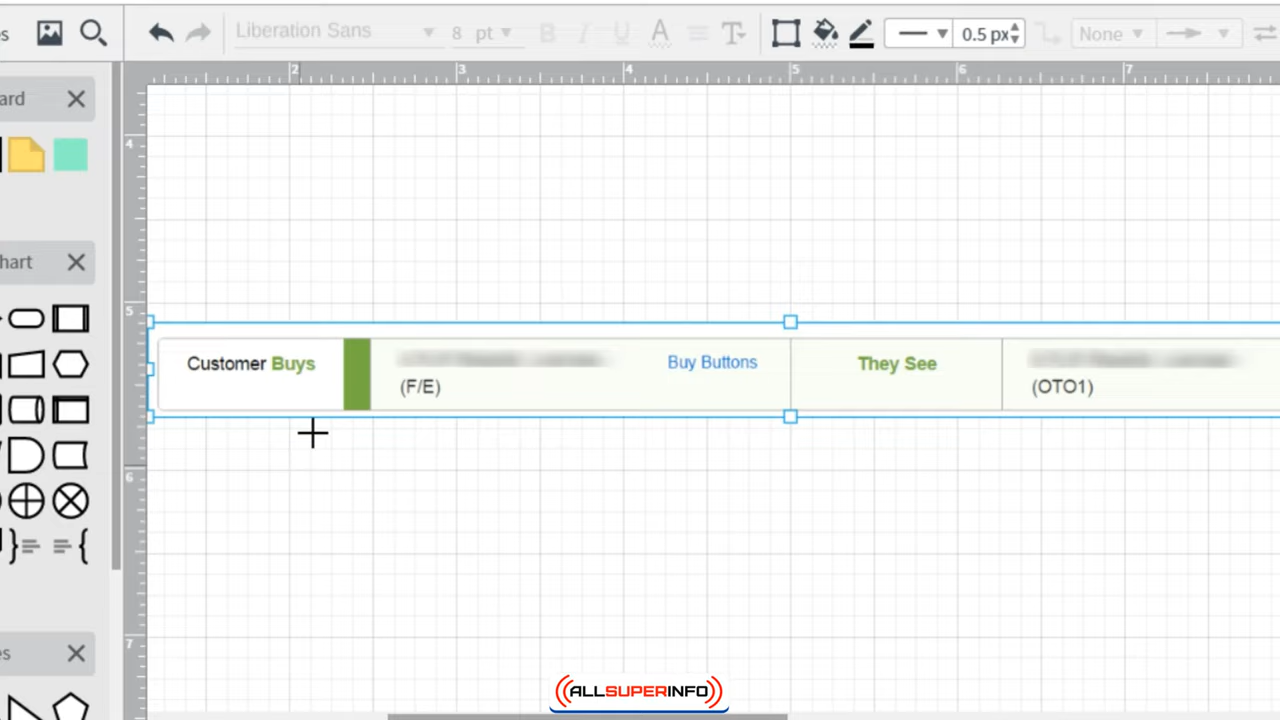 Liberation Sans
8 pt
B I U A T
0.5 px
None
2 3 4 5 6 7
ard
4
hart
5
Customer Buys
(F/E)
Buy Buttons
They See
(OTO1)
6
7
es
ALLSUPERINFO